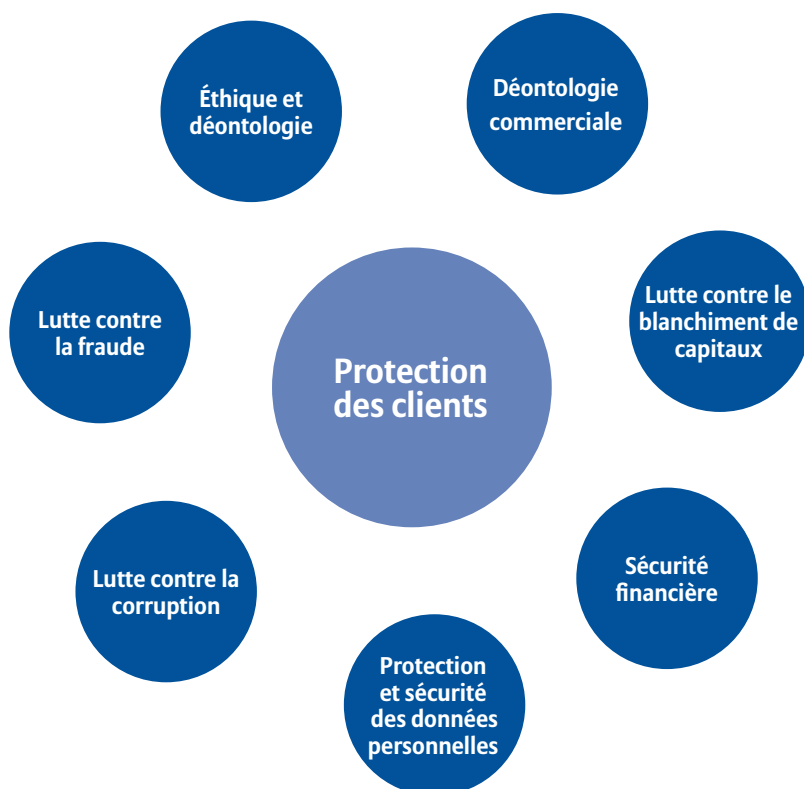 Éthique et
déontologie
Déontologie
commerciale
Lutte contre
la fraude
Lutte contre le
blanchiment de
capitaux
Protection
des clients
Lutte contre la
corruption
Sécurité
financière
Protection
et sécurité
des données
personnelles